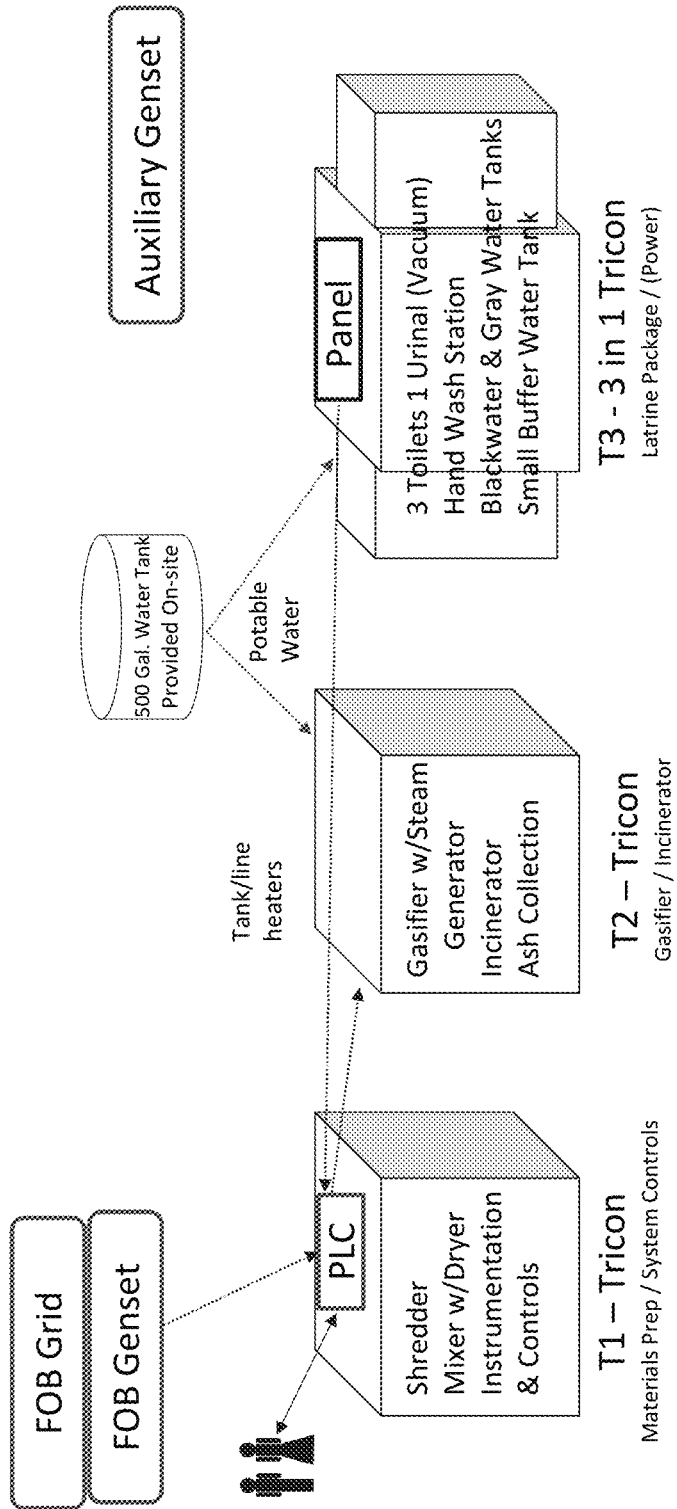 FOB Grid
FOB Genset
Auxiliary Genset
500 Gal. Water Tank
Provided On-site
Potable
Water
Tank/line
heaters
PLC
Panel
Shredder
Mixer w/Dryer
Instrumentation
& Controls
T1 – Tricon
Materials Prep / System Controls
Gasifier w/Steam
Generator
Incinerator
Ash Collection
T2 – Tricon
Gasifier / Incinerator
3 Toilets 1 Urinal (Vacuum)
Hand Wash Station
Blackwater & Gray Water Tanks
Small Buffer Water Tank
T3 - 3 in 1 Tricon
Latrine Package / (Power)